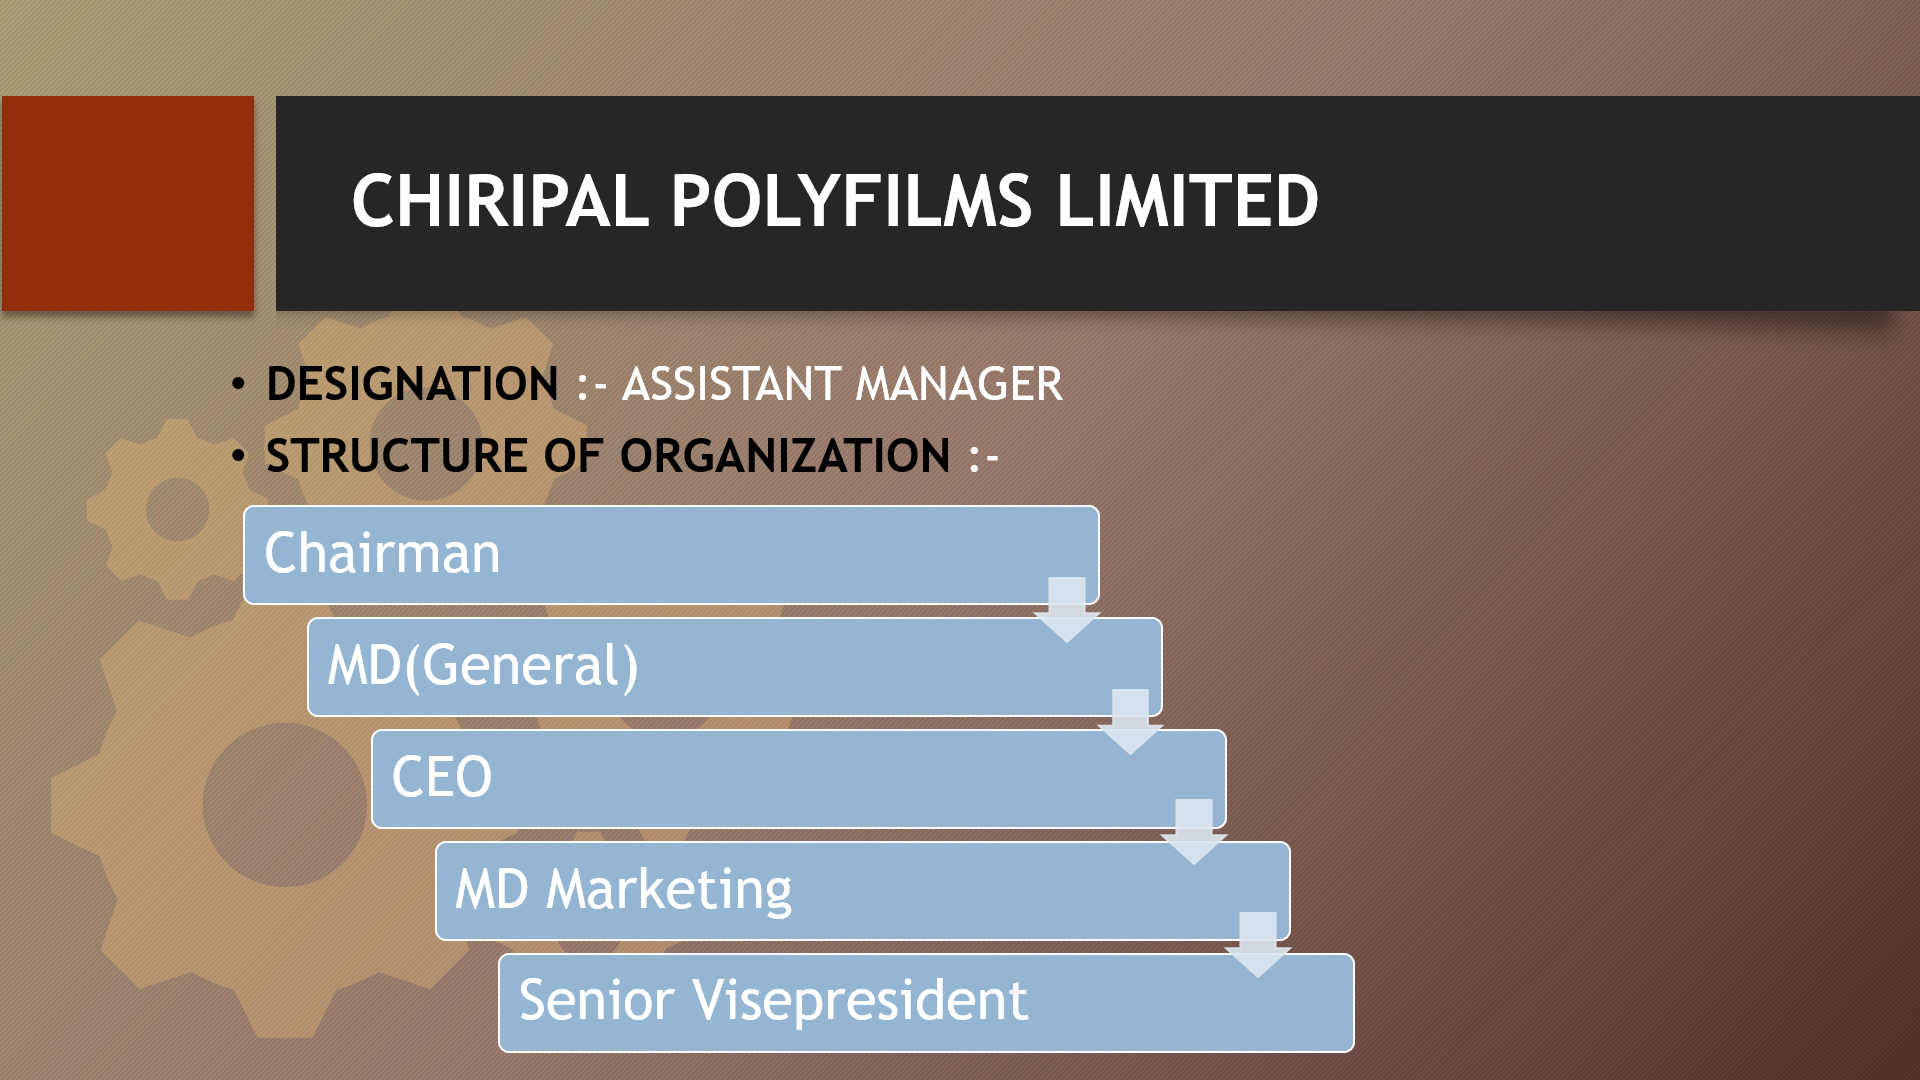 CHIRIPAL POLYFILMS LIMITED
• DESIGNATION :- ASSISTANT MANAGER
• STRUCTURE OF ORGANIZATION :-
Chairman
MD(General)
CEO
MD Marketing
Senior Visepresident